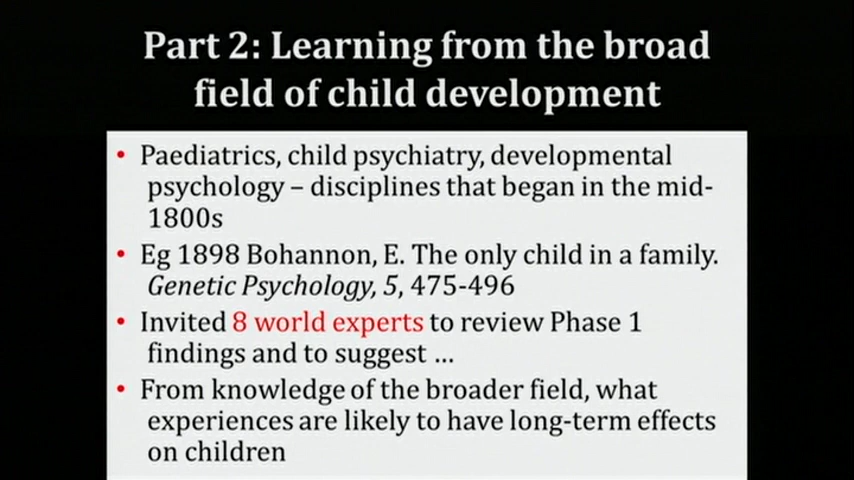 Part 2: Learning from the broad
field of child development
• Paediatrics, child psychiatry, developmental
psychology – disciplines that began in the mid-
1800s
• Eg 1898 Bohannon, E. The only child in a family.
Genetic Psychology, 5, 475-496
• Invited 8 world experts to review Phase 1
findings and to suggest ...
• From knowledge of the broader field, what
experiences are likely to have long-term effects
on children